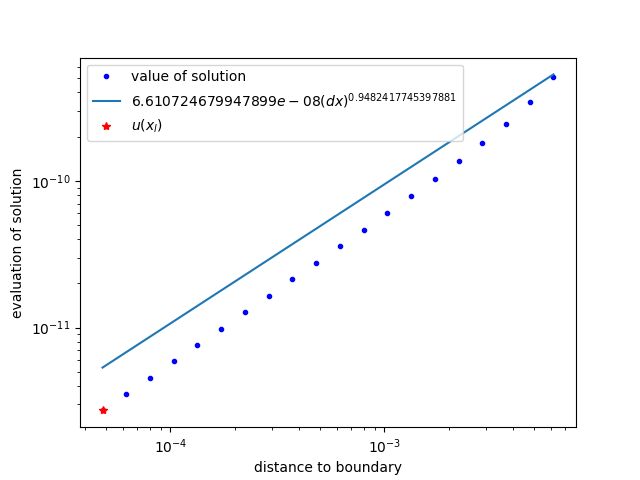 value of solution
6.610724679947899e − 08(dx)^0.9482417745397881
u(x_l)
evaluation of solution
10^−10
10^−11
10^−4
10^−3
distance to boundary